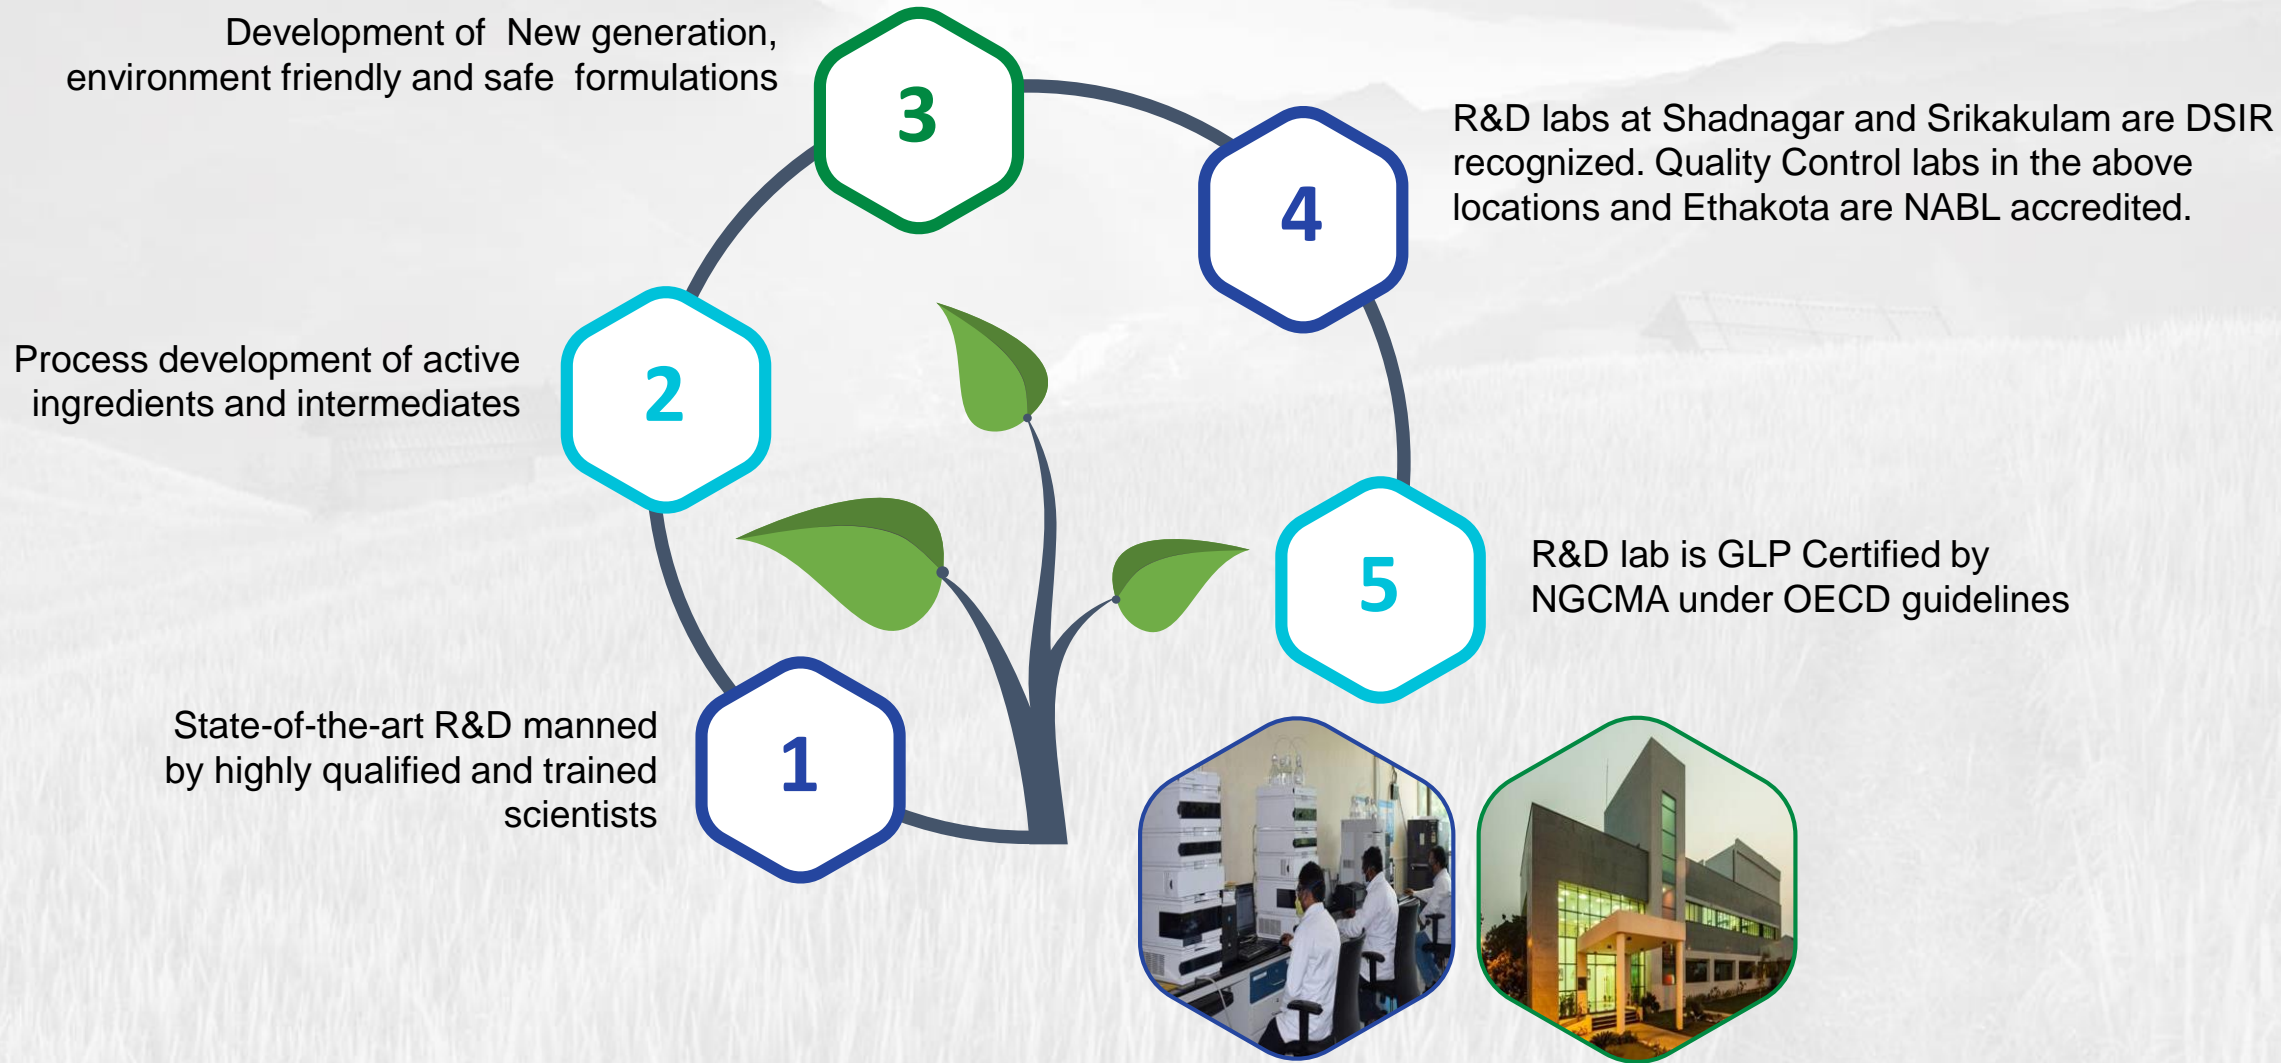 Development of New generation,
environment friendly and safe formulations
3
R&D labs at Shadnagar and Srikakulam are DSIR
recognized. Quality Control labs in the above
locations and Ethakota are NABL accredited.
4
Process development of active
ingredients and intermediates
2
R&D lab is GLP Certified by
NGCMA under OECD guidelines
5
State-of-the-art R&D manned
by highly qualified and trained
scientists
1